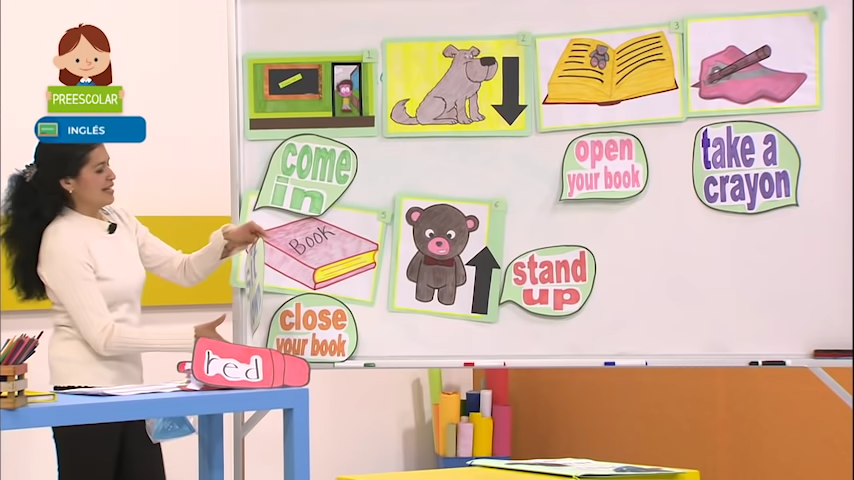 PREESCOLAR
INGLÉS
1
2
3
come
in
open
your book
take a
crayon
5
6
Book
stand
up
close
your book
red